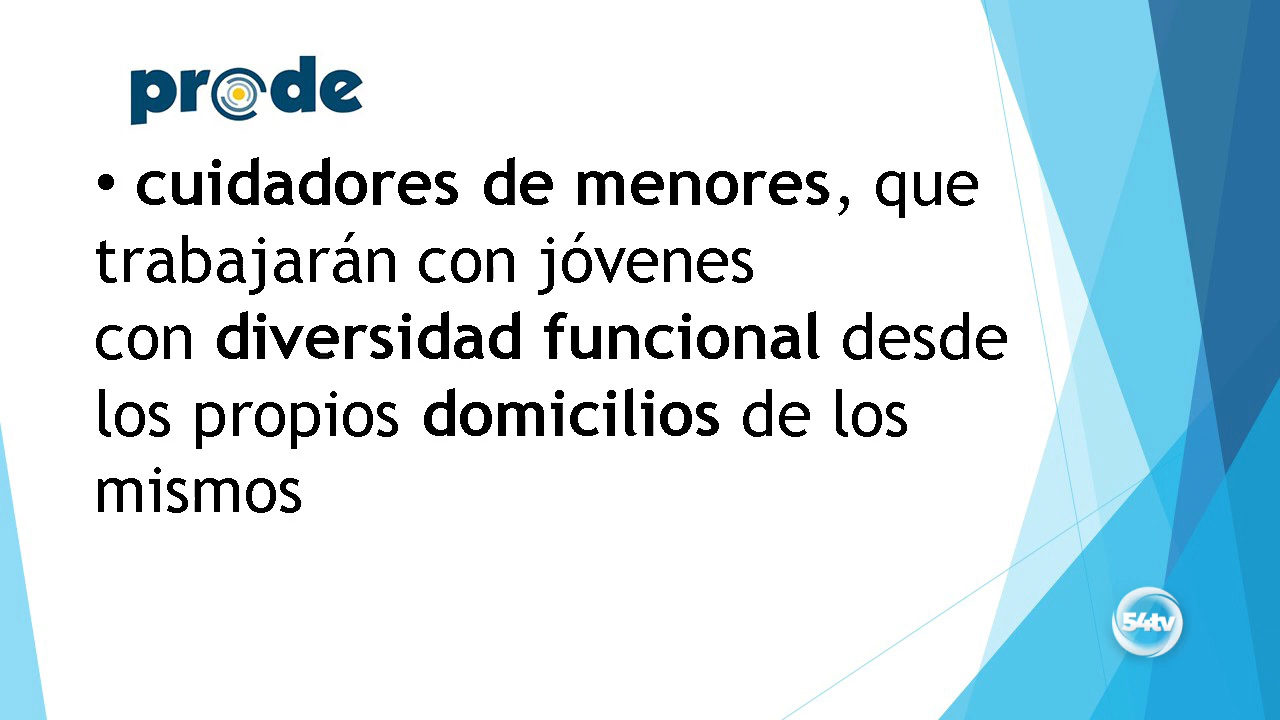 prode
• cuidadores de menores, que
trabajarán con jóvenes
con diversidad funcional desde
los propios domicilios de los
mismos
54tv